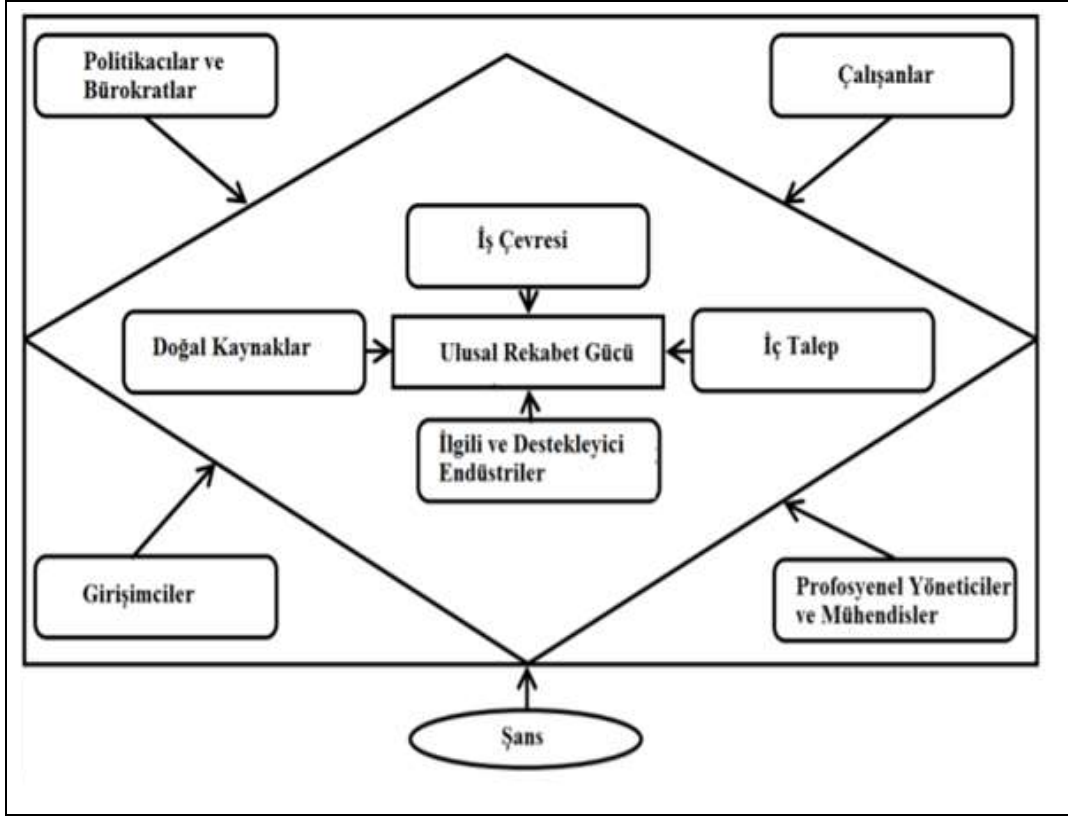 Politikacılar ve
Bürokratlar
Çalışanlar
İş Çevresi
Doğal Kaynaklar
Ulusal Rekabet Gücü
İç Talep
İlgili ve Destekleyici
Endüstriler
Girişimciler
Profosyenel Yöneticiler
ve Mühendisler
Şans